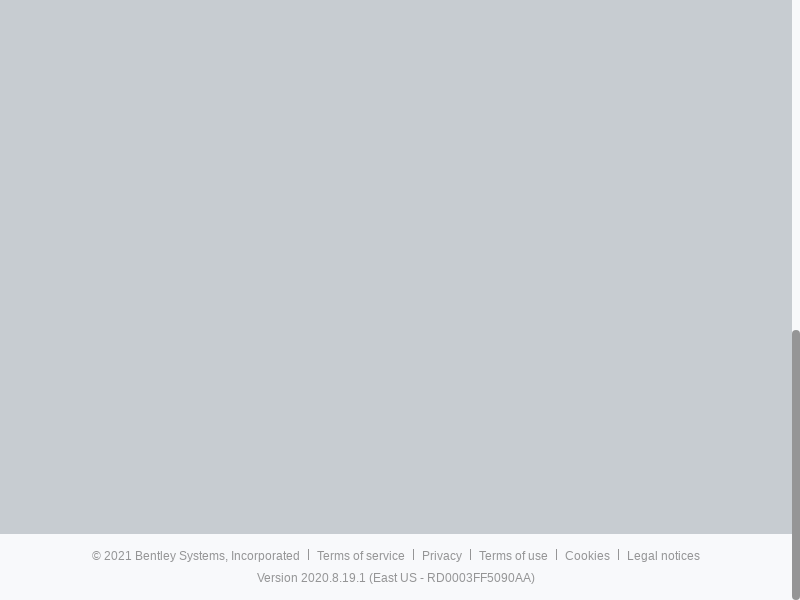 © 2021 Bentley Systems, Incorporated | Terms of service | Privacy | Terms of use | Cookies | Legal notices
Version 2020.8.19.1 (East US - RD0003FF5090AA)